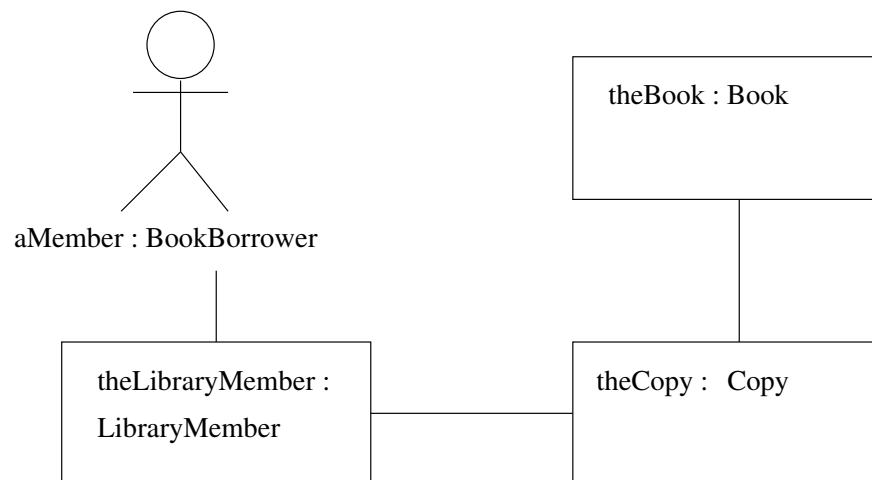 theBook : Book
aMember : BookBorrower
theLibraryMember :
LibraryMember
theCopy : Copy